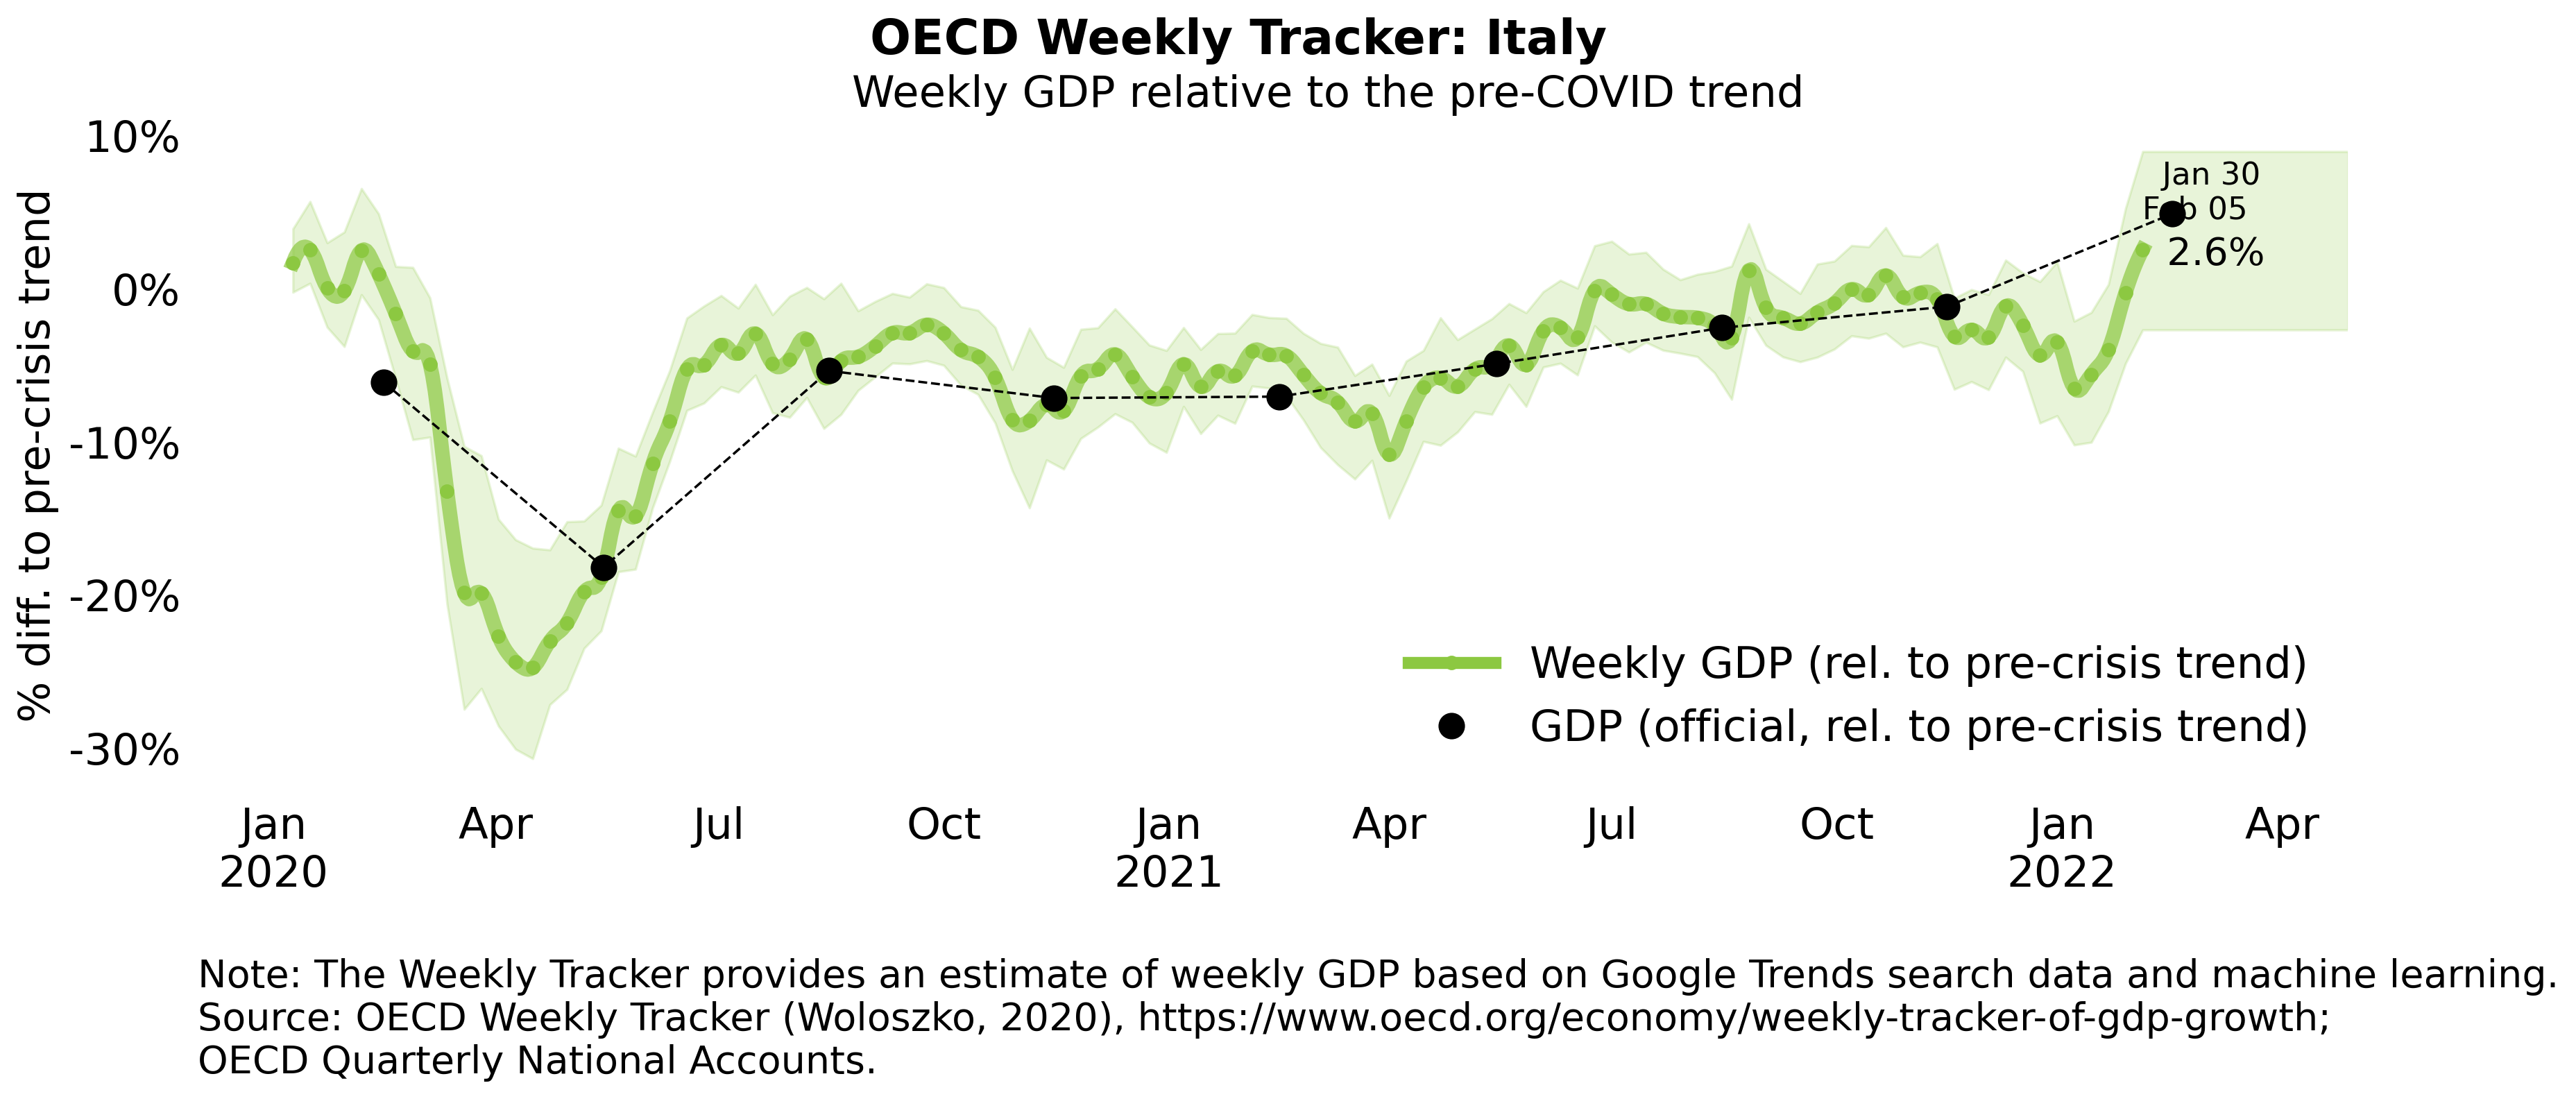 OECD Weekly Tracker: Italy
Weekly GDP relative to the pre-COVID trend
% diff. to pre-crisis trend
10%
0%
-10%
-20%
-30%
Jan 30
Feb 05
2.6%
Weekly GDP (rel. to pre-crisis trend)
GDP (official, rel. to pre-crisis trend)
Jan Apr Jul Oct Jan Apr Jul Oct Jan Apr
2020 2021 2022
Note: The Weekly Tracker provides an estimate of weekly GDP based on Google Trends search data and machine learning.
Source: OECD Weekly Tracker (Woloszko, 2020), https://www.oecd.org/economy/weekly-tracker-of-gdp-growth;
OECD Quarterly National Accounts.